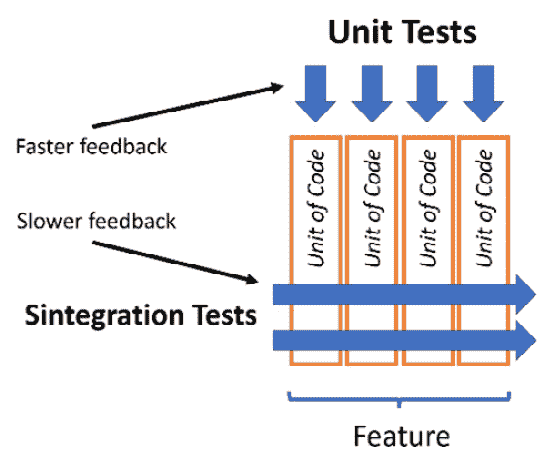 Unit Tests
Faster feedback
Slower feedback
Sintegration Tests
Unit of Code
Unit of Code
Unit of Code
Unit of Code
Feature